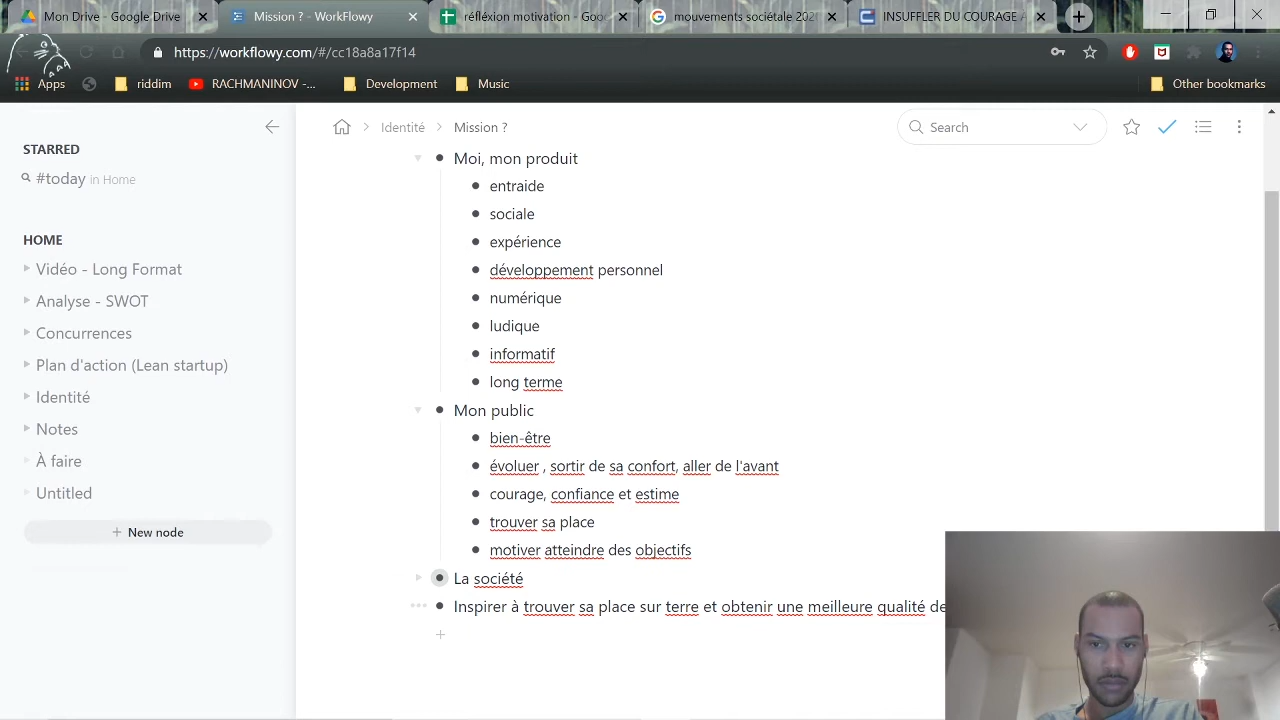 Mon Drive - Google Drive
Mission ? - WorkFlowy
réfléxion motivation - Goo
mouvements sociétale 202
INSUFFLER DU COURAGE A
https://workflowy.com/#/cc18a8a17f14
Apps
riddim
RACHMANINOV -...
Development
Music
Other bookmarks
Identité
Mission ?
Search
STARRED
#today in Home
HOME
Vidéo - Long Format
Analyse - SWOT
Concurrences
Plan d'action (Lean startup)
Identité
Notes
À faire
Untitled
+ New node
Moi, mon produit
entraide
sociale
expérience
développement personnel
numérique
ludique
informatif
long terme
Mon public
bien-être
évoluer , sortir de sa confort, aller de l'avant
courage, confiance et estime
trouver sa place
motiver atteindre des objectifs
La société
Inspirer à trouver sa place sur terre et obtenir une meilleure qualité de